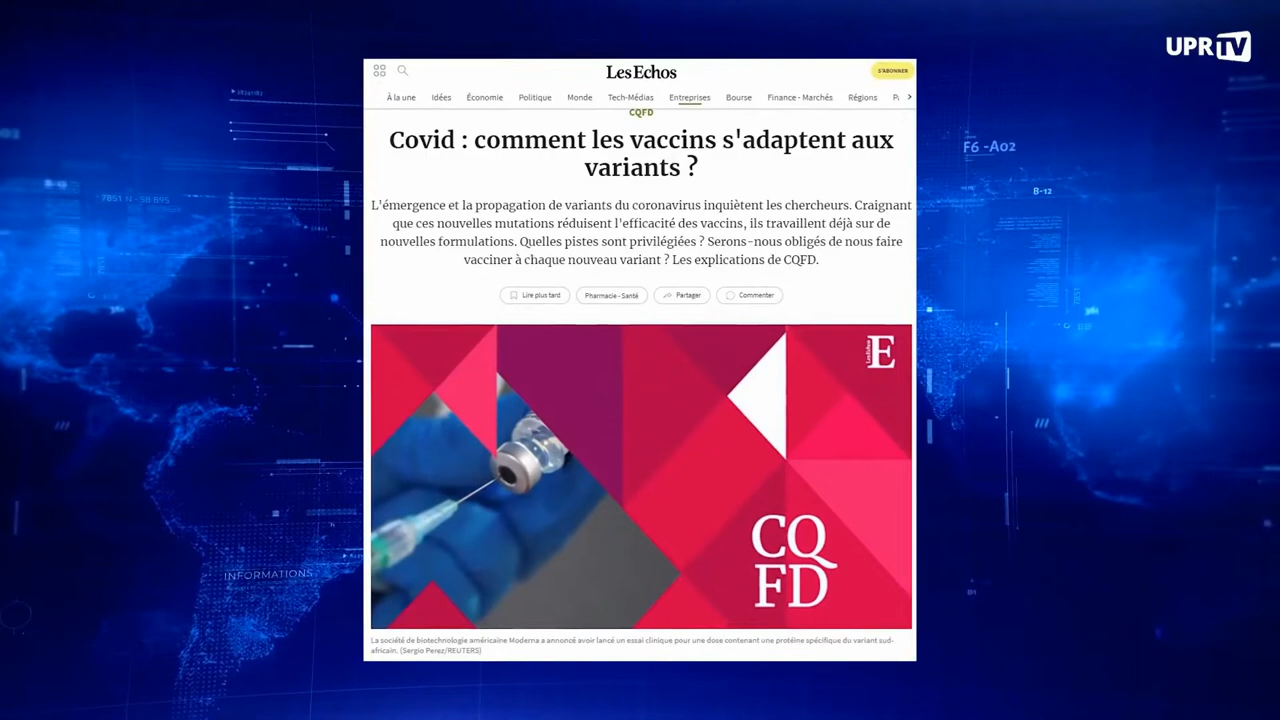 UPR TV
Les Echos
S'ABONNER
À la une Idées Économie Politique Monde Tech-Médias Entreprises Bourse Finance - Marchés Régions
CQFD
Covid : comment les vaccins s'adaptent aux
variants ?
L'émergence et la propagation de variants du coronavirus inquiètent les chercheurs. Craignant
que ces nouvelles mutations réduisent l'efficacité des vaccins, ils travaillent déjà sur de
nouvelles formulations. Quelles pistes sont privilégiées ? Serons-nous obligés de nous faire
vacciner à chaque nouveau variant ? Les explications de CQFD.
Lire plus tard Pharmacie - Santé Partager Commenter
Les Echos E
CQ
FD
La société de biotechnologie américaine Moderna a annoncé avoir lancé un essai clinique pour une dose contenant une protéine spécifique du variant sud-
africain. (Sergio Perez/REUTERS)
F6 -A02
B-12
7851 N - 58 895
INFORMATIONS